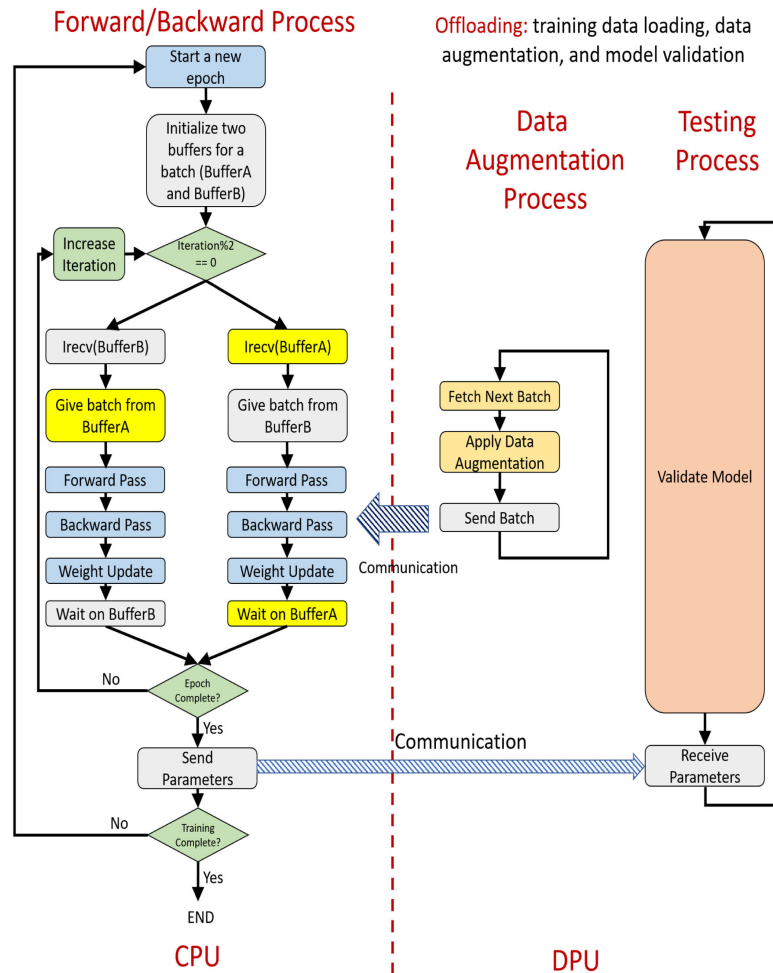 Forward/Backward Process
Offloading: training data loading, data
augmentation, and model validation
Start a new
epoch
Initialize two
buffers for a
batch (BufferA
and BufferB)
Increase
Iteration
Iteration%2
== 0
Irecv(BufferB)
Give batch from
BufferA
Forward Pass
Backward Pass
Weight Update
Wait on BufferB
Irecv(BufferA)
Give batch from
BufferB
Forward Pass
Backward Pass
Weight Update
Wait on BufferA
No
Epoch
Complete?
Yes
Send
Parameters
No
Training
Complete?
Yes
END
CPU
Data
Augmentation
Process
Fetch Next Batch
Apply Data
Augmentation
Send Batch
Communication
Communication
Testing
Process
Validate Model
Receive
Parameters
DPU